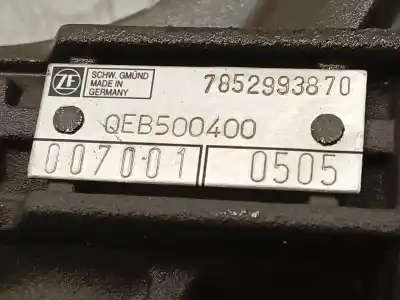 ZF SCHW. GMÜND
MADE IN
GERMANY
7852993870
QEB500400
007001 0505